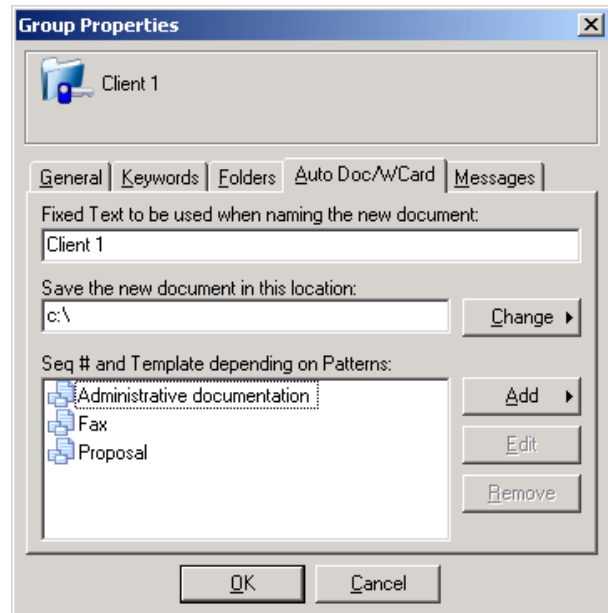 Group Properties
Client 1
General Keywords Folders Auto Doc/WCard Messages
Fixed Text to be used when naming the new document:
Client 1
Save the new document in this location:
c:\
Change
Seq # and Template depending on Patterns:
Administrative documentation
Add
Fax
Edit
Proposal
Remove
OK Cancel